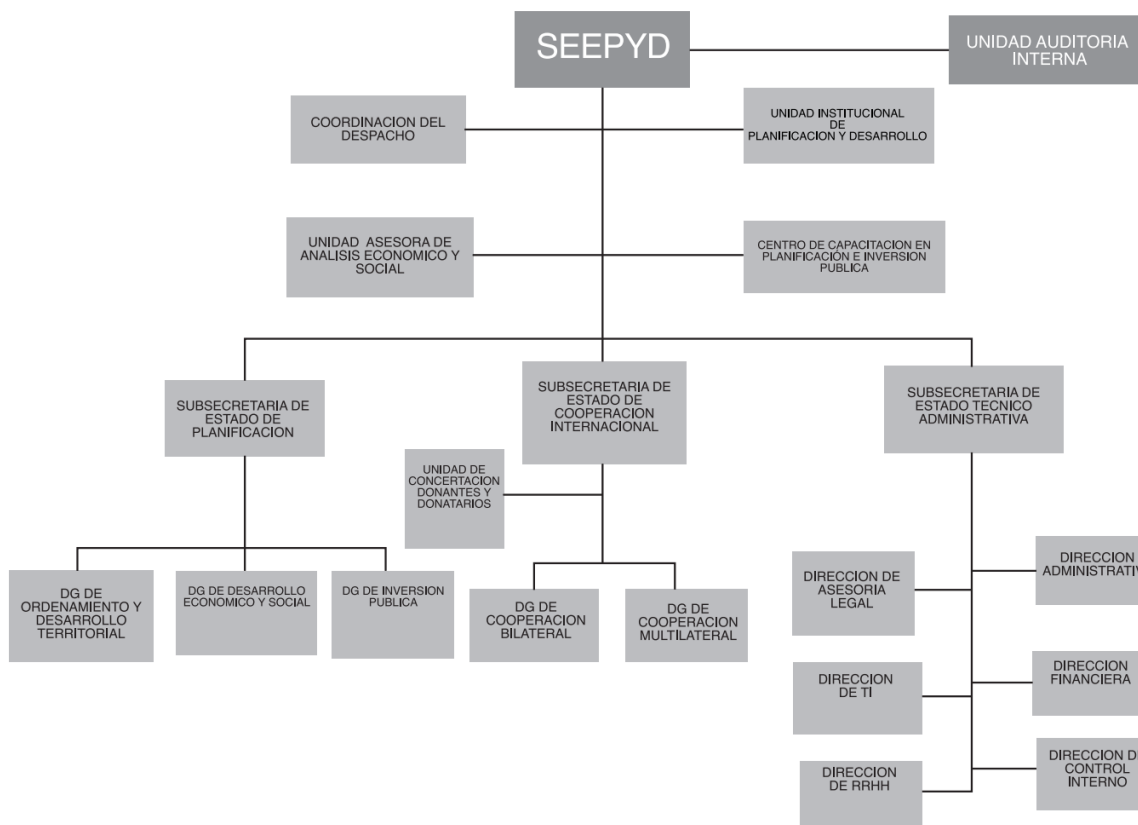 SEEPYD
UNIDAD AUDITORIA
INTERNA
COORDINACION DEL
DESPACHO
UNIDAD INSTITUCIONAL
DE
PLANIFICACION Y DESARROLLO
UNIDAD ASESORA DE
ANALISIS ECONOMICO Y
SOCIAL
CENTRO DE CAPACITACION EN
PLANIFICACIÓN E INVERSION
PUBLICA
SUBSECRETARIA DE
ESTADO DE
PLANIFICACION
SUBSECRETARIA DE
ESTADO DE
COOPERACION
INTERNACIONAL
SUBSECRETARIA DE
ESTADO TECNICO
ADMINISTRATIVA
UNIDAD DE
CONCERTACION
DONANTES Y
DONATARIOS
DG DE
ORDENAMIENTO Y
DESARROLLO
TERRITORIAL
DG DE DESARROLLO
ECONOMICO Y SOCIAL
DG DE INVERSION
PUBLICA
DG DE
COOPERACION
BILATERAL
DG DE
COOPERACION
MULTILATERAL
DIRECCION DE
ASESORIA
LEGAL
DIRECCION
ADMINISTRATIV
DIRECCION
DE TI
DIRECCION
FINANCIERA
DIRECCION
DE RRHH
DIRECCION DE
CONTROL
INTERNO